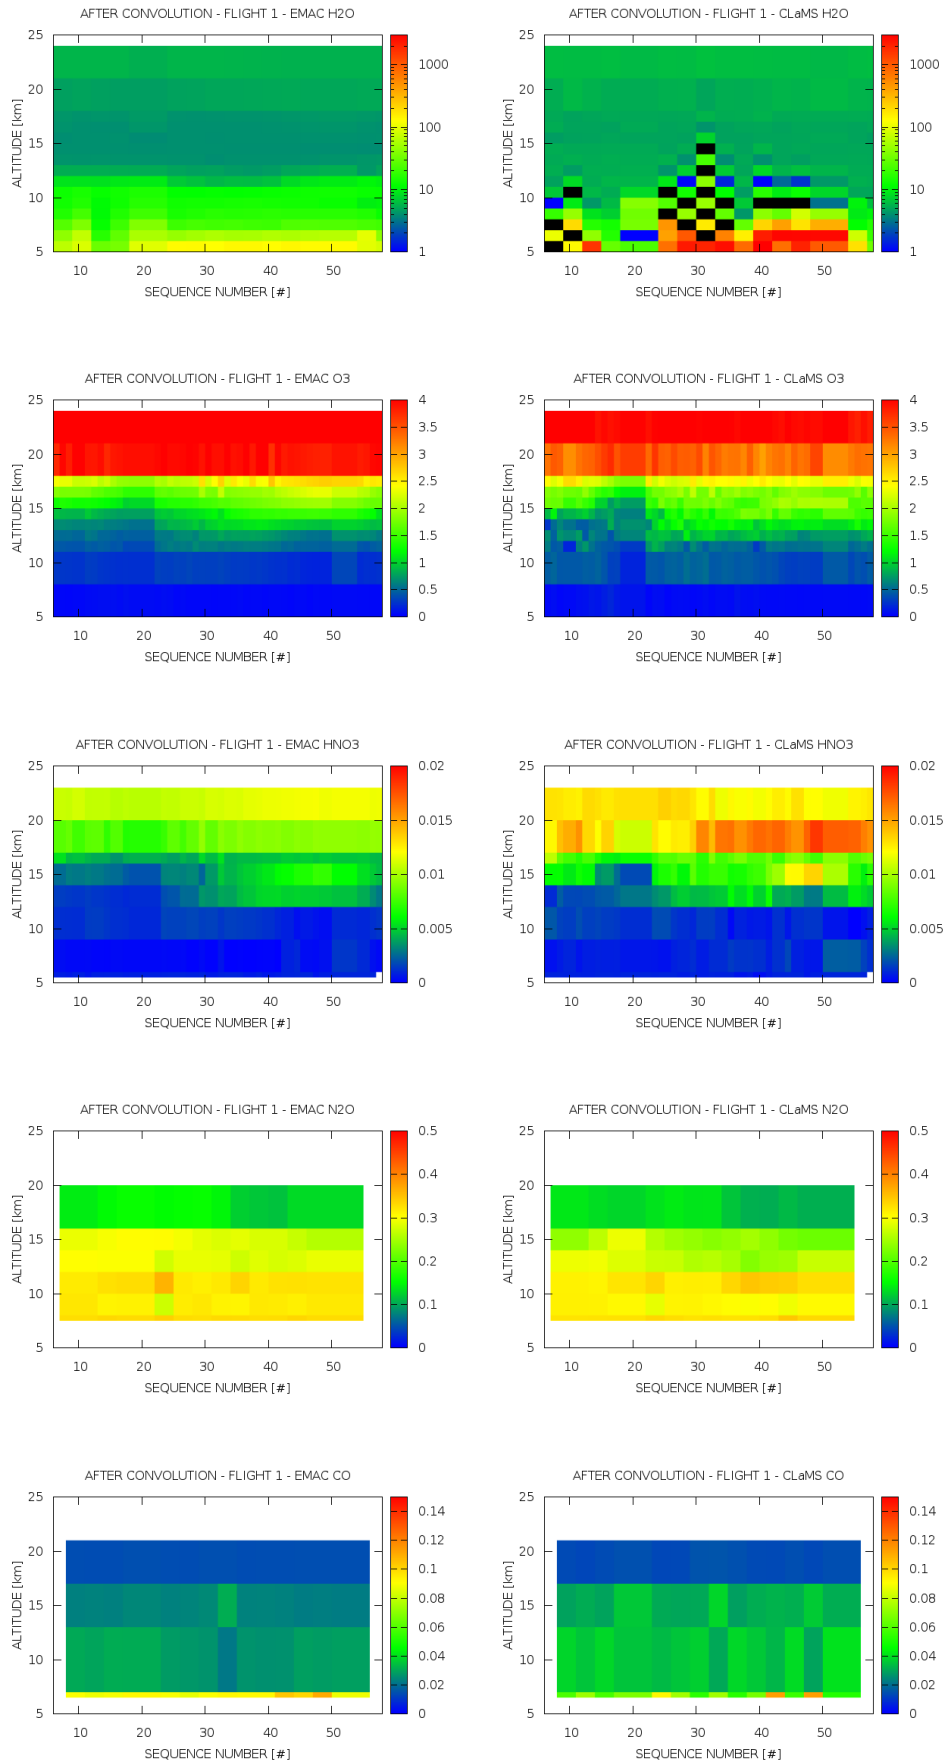 AFTER CONVOLUTION - FLIGHT 1 - EMAC H2O
25
20
15
10
5
ALTITUDE [km]
10 20 30 40 50
SEQUENCE NUMBER [#]
1000
100
10
1
AFTER CONVOLUTION - FLIGHT 1 - CLaMS H2O
25
20
15
10
5
ALTITUDE [km]
10 20 30 40 50
SEQUENCE NUMBER [#]
1000
100
10
1
AFTER CONVOLUTION - FLIGHT 1 - EMAC O3
25
20
15
10
5
ALTITUDE [km]
10 20 30 40 50
SEQUENCE NUMBER [#]
4
3.5
3
2.5
2
1.5
1
0.5
0
AFTER CONVOLUTION - FLIGHT 1 - CLaMS O3
25
20
15
10
5
ALTITUDE [km]
10 20 30 40 50
SEQUENCE NUMBER [#]
4
3.5
3
2.5
2
1.5
1
0.5
0
AFTER CONVOLUTION - FLIGHT 1 - EMAC HNO3
25
20
15
10
5
ALTITUDE [km]
10 20 30 40 50
SEQUENCE NUMBER [#]
0.02
0.015
0.01
0.005
0
AFTER CONVOLUTION - FLIGHT 1 - CLaMS HNO3
25
20
15
10
5
ALTITUDE [km]
10 20 30 40 50
SEQUENCE NUMBER [#]
0.02
0.015
0.01
0.005
0
AFTER CONVOLUTION - FLIGHT 1 - EMAC N2O
25
20
15
10
5
ALTITUDE [km]
10 20 30 40 50
SEQUENCE NUMBER [#]
0.5
0.4
0.3
0.2
0.1
0
AFTER CONVOLUTION - FLIGHT 1 - CLaMS N2O
25
20
15
10
5
ALTITUDE [km]
10 20 30 40 50
SEQUENCE NUMBER [#]
0.5
0.4
0.3
0.2
0.1
0
AFTER CONVOLUTION - FLIGHT 1 - EMAC CO
25
20
15
10
5
ALTITUDE [km]
10 20 30 40 50
SEQUENCE NUMBER [#]
0.14
0.12
0.1
0.08
0.06
0.04
0.02
0
AFTER CONVOLUTION - FLIGHT 1 - CLaMS CO
25
20
15
10
5
ALTITUDE [km]
10 20 30 40 50
SEQUENCE NUMBER [#]
0.14
0.12
0.1
0.08
0.06
0.04
0.02
0